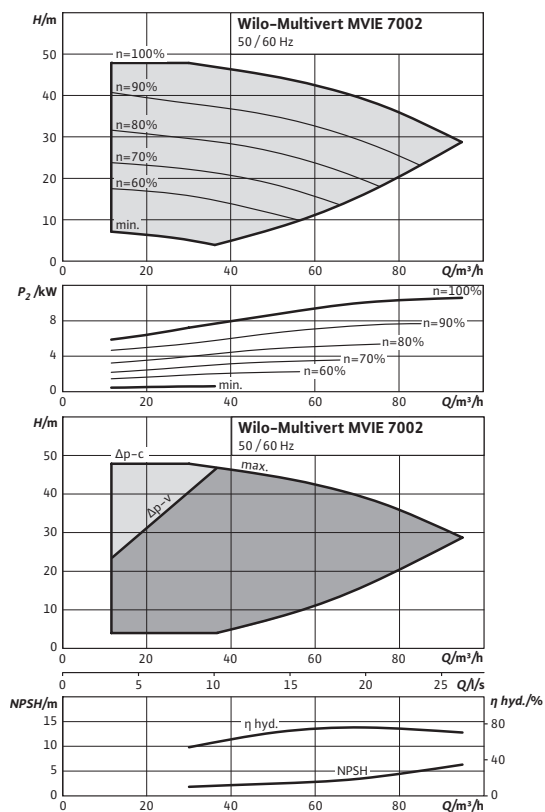 H/m
Wilo-Multivert MVIE 7002
50 / 60 Hz
50
n=100%
40
n=90%
30
n=80%
n=70%
20
n=60%
10
min.
0
0 20 40 60 80 Q/m³/h
P₂/kW
n=100%
8
n=90%
n=80%
4
n=70%
n=60%
min.
0
0 20 40 60 80 Q/m³/h
H/m
Wilo-Multivert MVIE 7002
50 / 60 Hz
50
Δp-c
max.
40
Δp-v
30
20
10
0
0 20 40 60 80 Q/m³/h
0 5 10 15 20 25 Q/l/s
NPSH/m
η hyd./%
15
η hyd.
80
10
40
5
NPSH
0
0
0 20 40 60 80 Q/m³/h